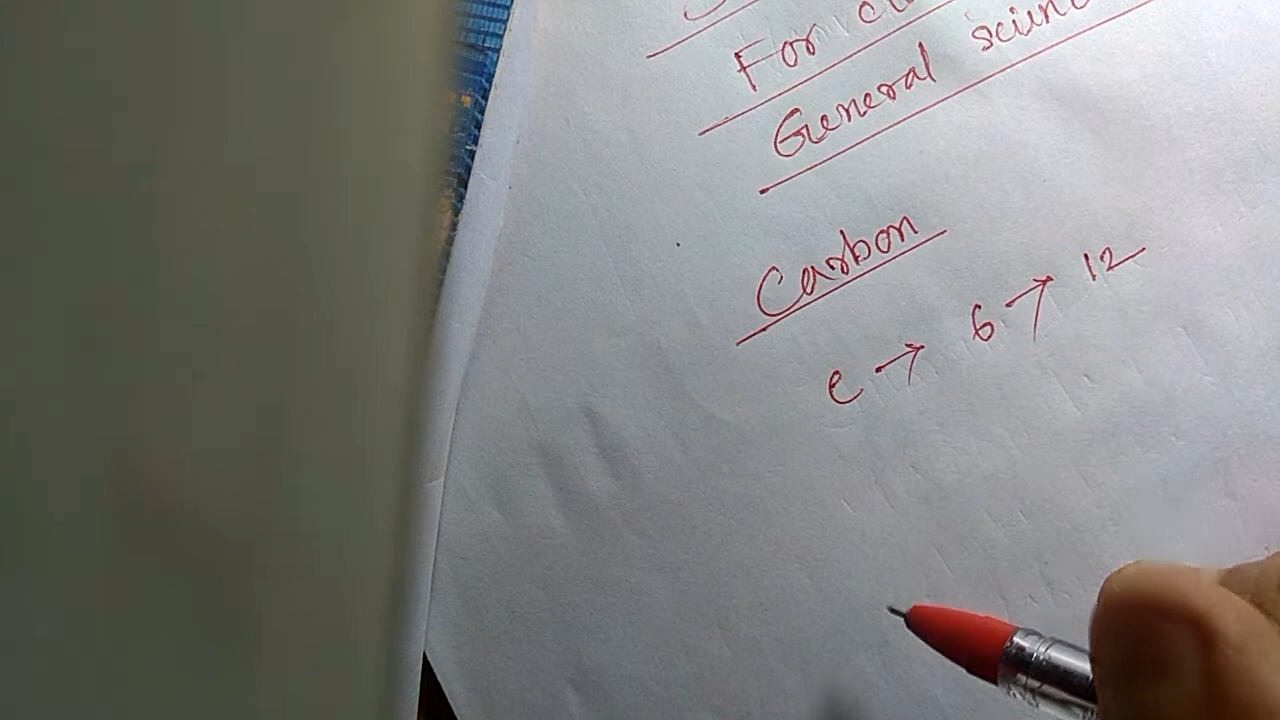 For
General
Carbon
C → 6 → 12